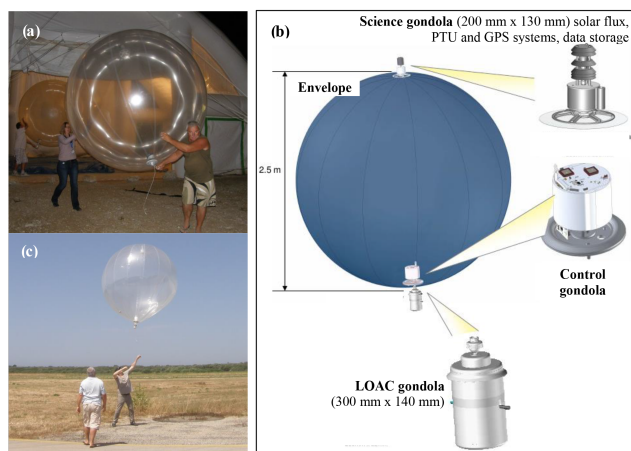 (a)
(b)
Science gondola (200 mm x 130 mm) solar flux,
PTU and GPS systems, data storage
Envelope
2.5 m
Control
gondola
(c)
LOAC gondola
(300 mm x 140 mm)